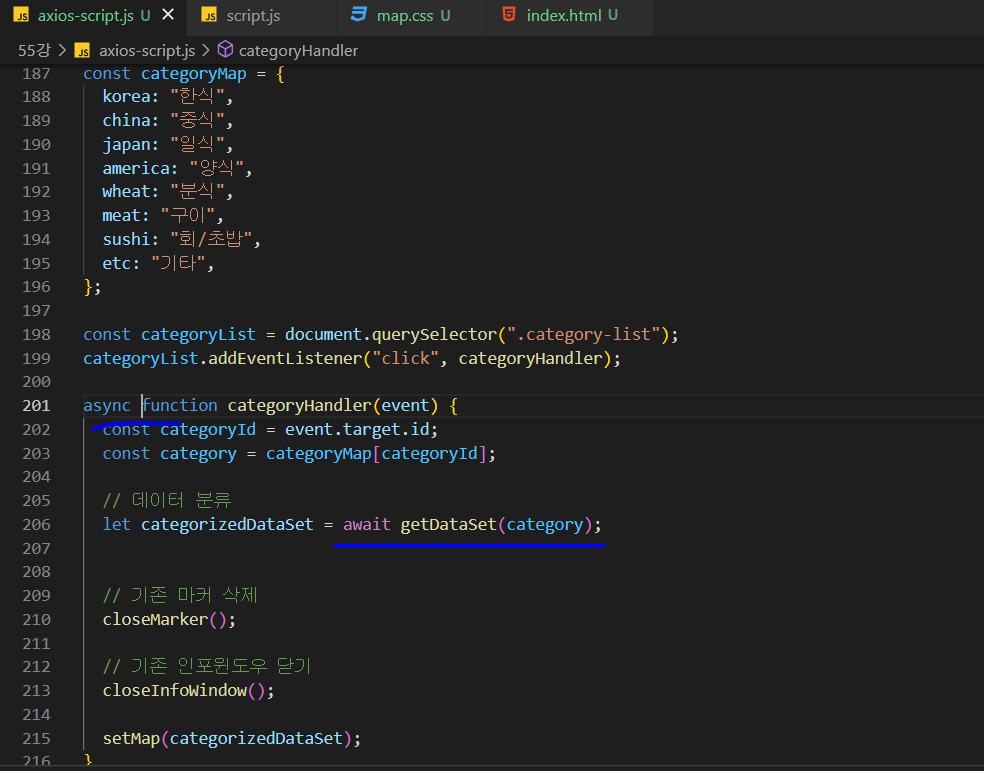 JS axios-script.js U ✕ JS script.js map.css U index.html U
55강 > JS axios-script.js > categoryHandler
187 const categoryMap = {
188 korea: "한식",
189 china: "중식",
190 japan: "일식",
191 america: "양식",
192 wheat: "분식",
193 meat: "구이",
194 sushi: "회/초밥",
195 etc: "기타",
196 };
197
198 const categoryList = document.querySelector(".category-list");
199 categoryList.addEventListener("click", categoryHandler);
200
201 async function categoryHandler(event) {
202 const categoryId = event.target.id;
203 const category = categoryMap[categoryId];
204
205 // 데이터 분류
206 let categorizedDataSet = await getDataSet(category);
207
208
209 // 기존 마커 삭제
210 closeMarker();
211
212 // 기존 인포윈도우 닫기
213 closeInfoWindow();
214
215 setMap(categorizedDataSet);
216 }